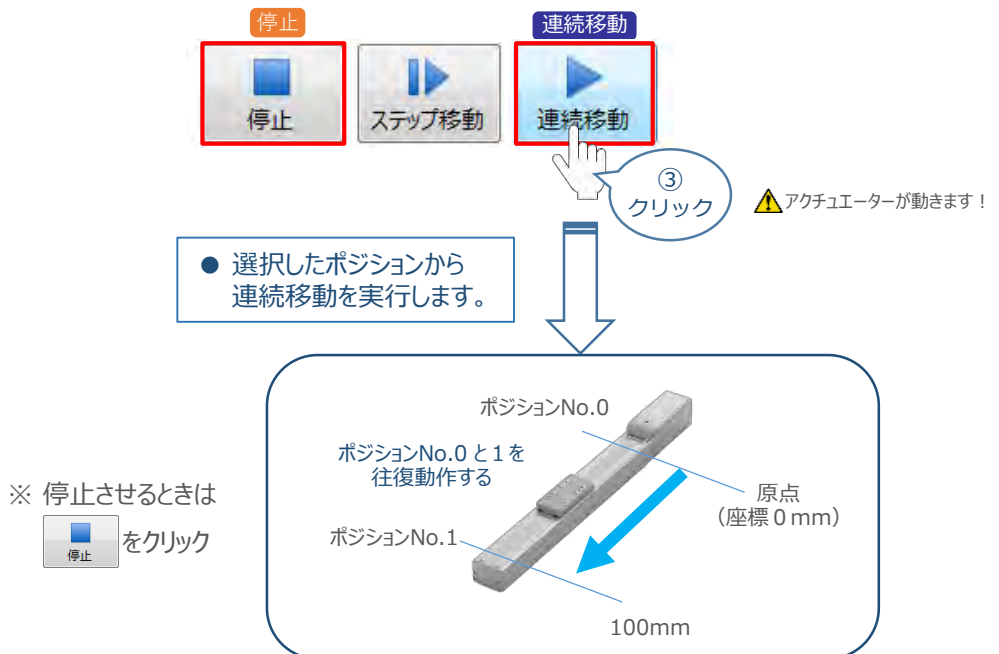 停止
連続移動
停止
ステップ移動
連続移動
③
クリック
アクチュエーターが動きます！
● 選択したポジションから
連続移動を実行します。
ポジションNo.0
ポジションNo.0 と１を
往復動作する
原点
（座標０mm）
ポジションNo.1
100mm
※ 停止させるときは
停止
をクリック